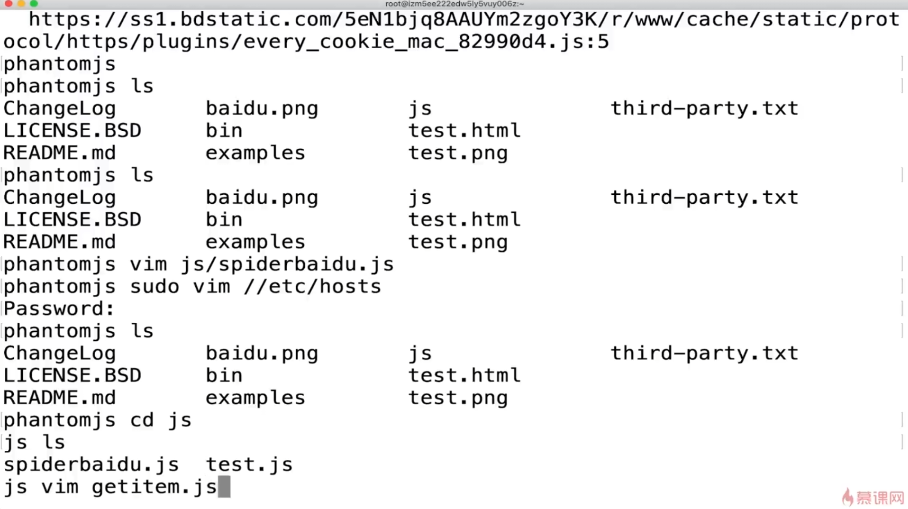 root@izm5ee222edw5ly5vuy006z:~
https://ss1.bdstatic.com/5eN1bjq8AAUYm2zgoY3K/r/www/cache/static/prot
ocol/https/plugins/every_cookie_mac_82990d4.js:5
phantomjs
phantomjs ls
ChangeLog baidu.png js third-party.txt
LICENSE.BSD bin test.html
README.md examples test.png
phantomjs ls
ChangeLog baidu.png js third-party.txt
LICENSE.BSD bin test.html
README.md examples test.png
phantomjs vim js/spiderbaidu.js
phantomjs sudo vim //etc/hosts
Password:
phantomjs ls
ChangeLog baidu.png js third-party.txt
LICENSE.BSD bin test.html
README.md examples test.png
phantomjs cd js
js ls
spiderbaidu.js test.js
js vim getitem.js
慕课网